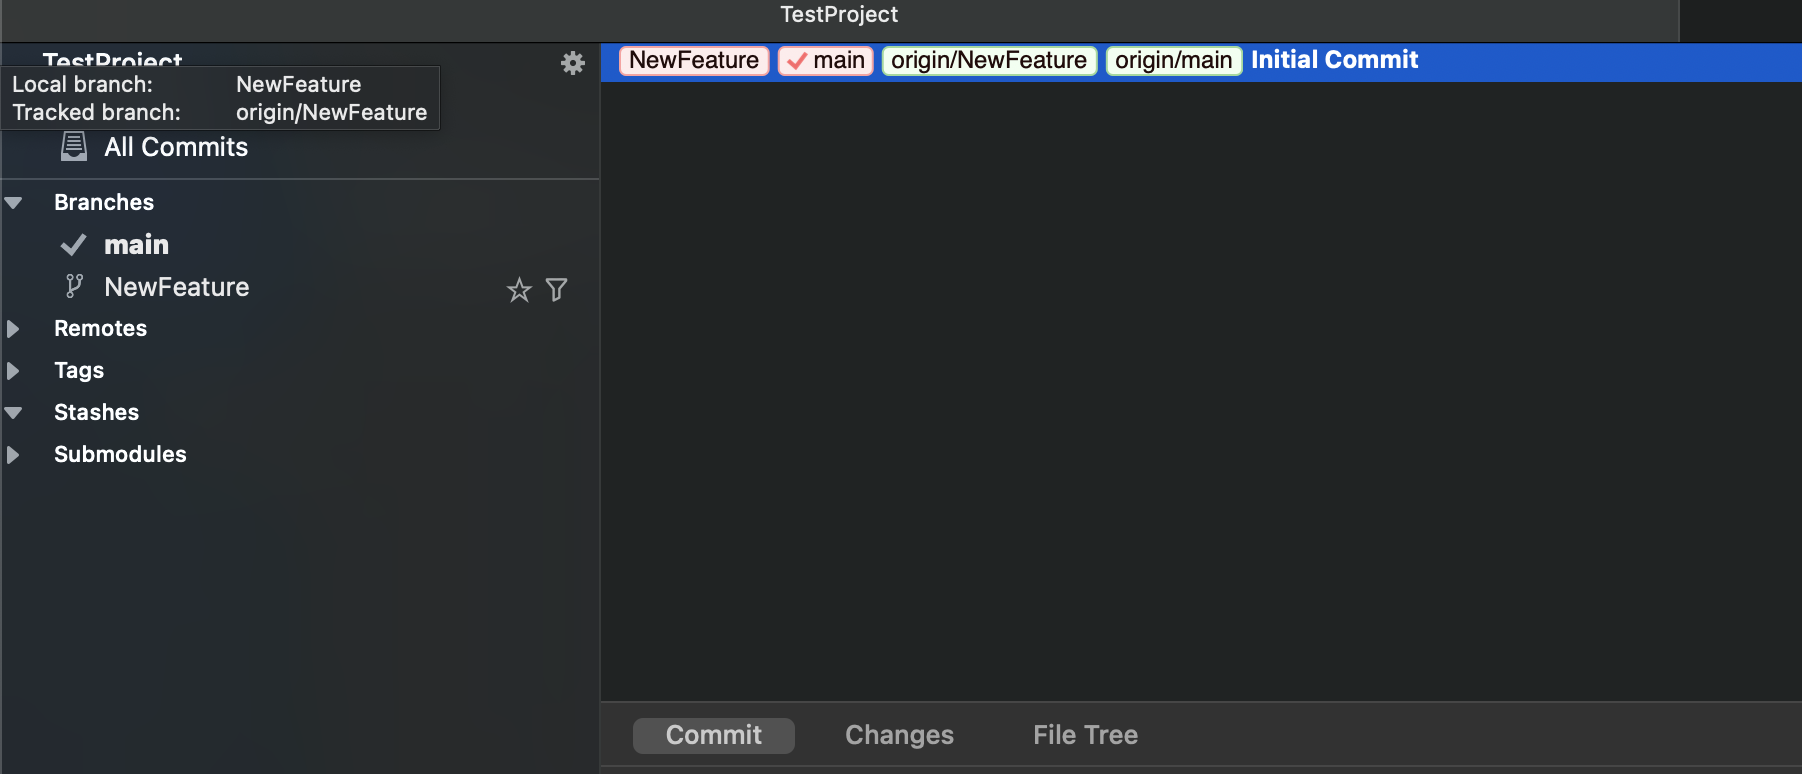 TestProject
TestProject
Local branch: NewFeature
Tracked branch: origin/NewFeature
All Commits
Branches
main
NewFeature
Remotes
Tags
Stashes
Submodules
NewFeature main origin/NewFeature origin/main Initial Commit
Commit Changes File Tree